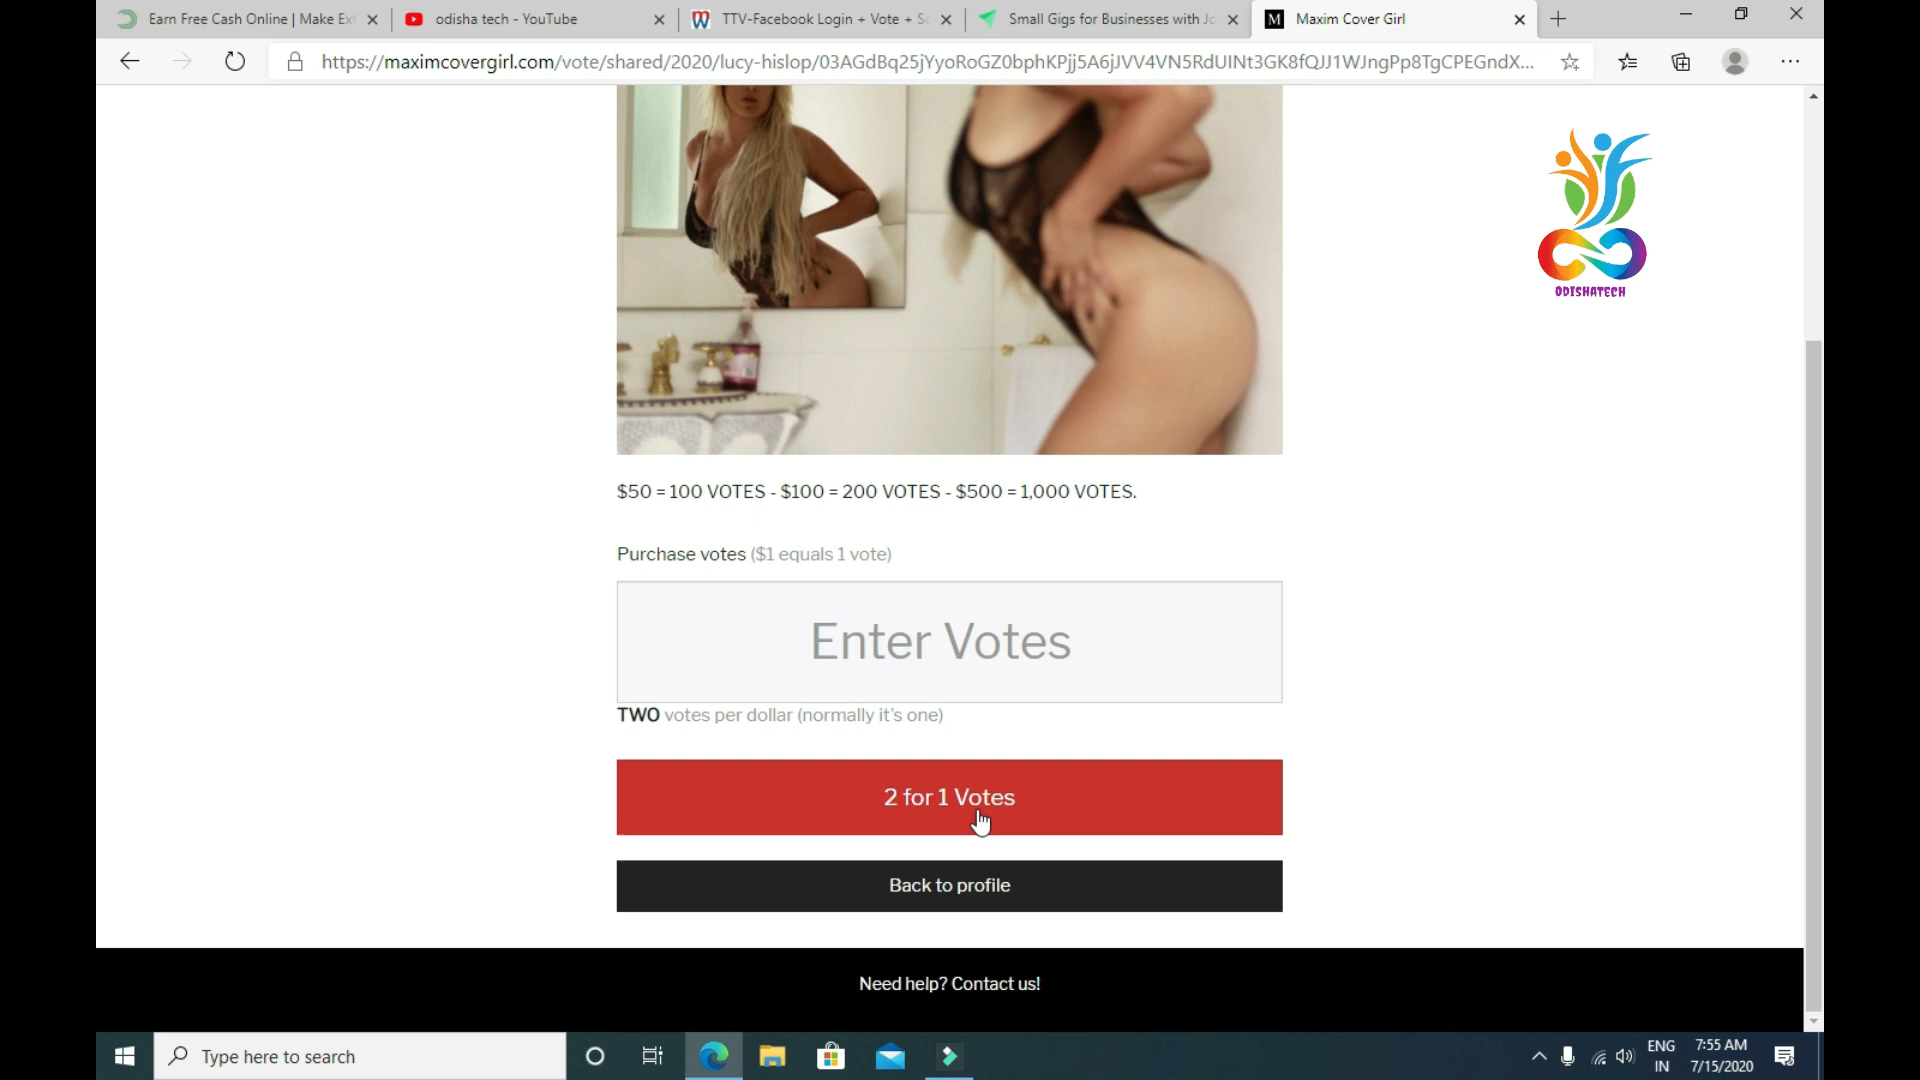 Earn Free Cash Online | Make Ex
odisha tech - YouTube
TTV-Facebook Login + Vote + Sc
Small Gigs for Businesses with Jo
M
Maxim Cover Girl
https://maximcovergirl.com/vote/shared/2020/lucy-hislop/03AGdBq25jYyoRoGZ0bphKPjj5A6jJVV4VN5RdUINt3GK8fQJJ1WJngPp8TgCPEGndX...
ODISHATECH
$50 = 100 VOTES - $100 = 200 VOTES - $500 = 1,000 VOTES.
Purchase votes ($1 equals 1 vote)
Enter Votes
TWO votes per dollar (normally it's one)
2 for 1 Votes
Back to profile
Need help? Contact us!
Type here to search
ENG
IN
7:55 AM
7/15/2020